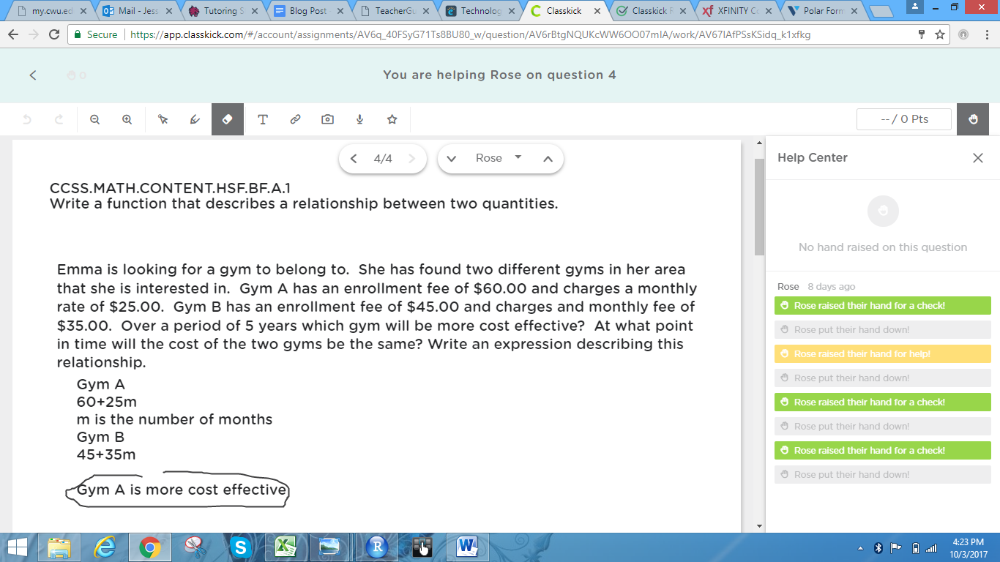 my.cwu.ed
Mail - Jess
Tutoring S
Blog Post -
TeacherGu
Technolog
Classkick
Classkick F
XFINITY Co
Polar Form
Secure
https://app.classkick.com/#/account/assignments/AV6q_40FSyG71Ts8BU80_w/question/AV6rBtgNQUKcWW6OO07mIA/work/AV67IAfPSsKSidq_k1xfkg
0
You are helping Rose on question 4
T
-- / 0 Pts
4/4
Rose
Help Center
CCSS.MATH.CONTENT.HSF.BF.A.1
Write a function that describes a relationship between two quantities.
Emma is looking for a gym to belong to. She has found two different gyms in her area
that she is interested in. Gym A has an enrollment fee of $60.00 and charges a monthly
rate of $25.00. Gym B has an enrollment fee of $45.00 and charges and monthly fee of
$35.00. Over a period of 5 years which gym will be more cost effective? At what point
in time will the cost of the two gyms be the same? Write an expression describing this
relationship.
Gym A
60+25m
m is the number of months
Gym B
45+35m
Gym A is more cost effective
No hand raised on this question
Rose 8 days ago
Rose raised their hand for a check!
Rose put their hand down!
Rose raised their hand for help!
Rose put their hand down!
Rose raised their hand for a check!
Rose put their hand down!
Rose raised their hand for a check!
Rose put their hand down!
4:23 PM
10/3/2017